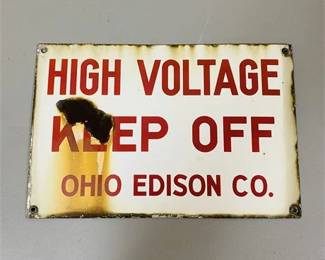 HIGH VOLTAGE
KEEP OFF
OHIO EDISON CO.